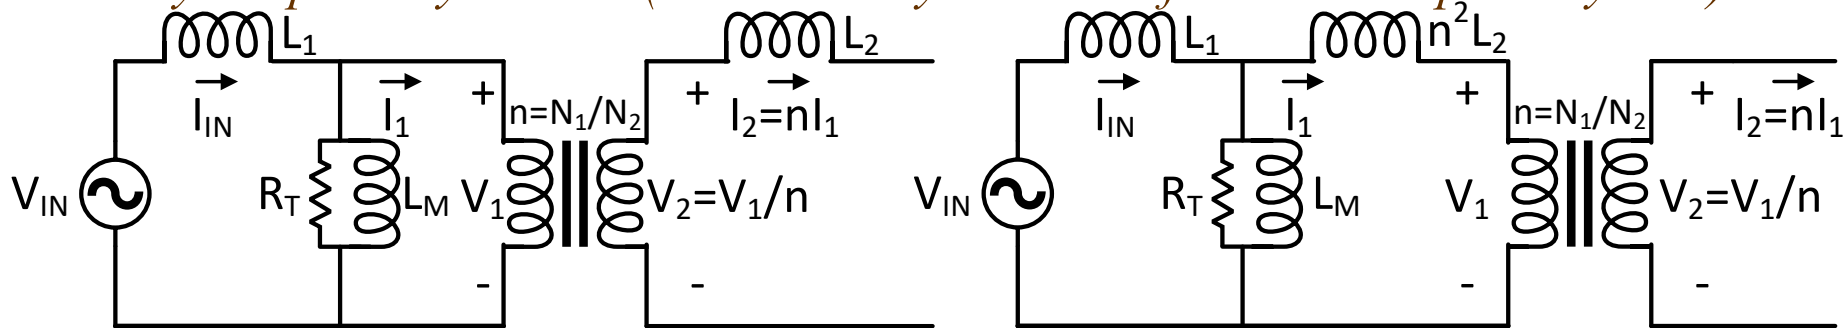 L₁ L₂ L₁ n²L₂
+ n=N₁/N₂ + + n=N₁/N₂ +
I_IN I₁ I₂=nI₁ I_IN I₁ I₂=nI₁
V_IN R_T L_M V₁ V₂=V₁/n V_IN R_T L_M V₁ V₂=V₁/n
- - - -